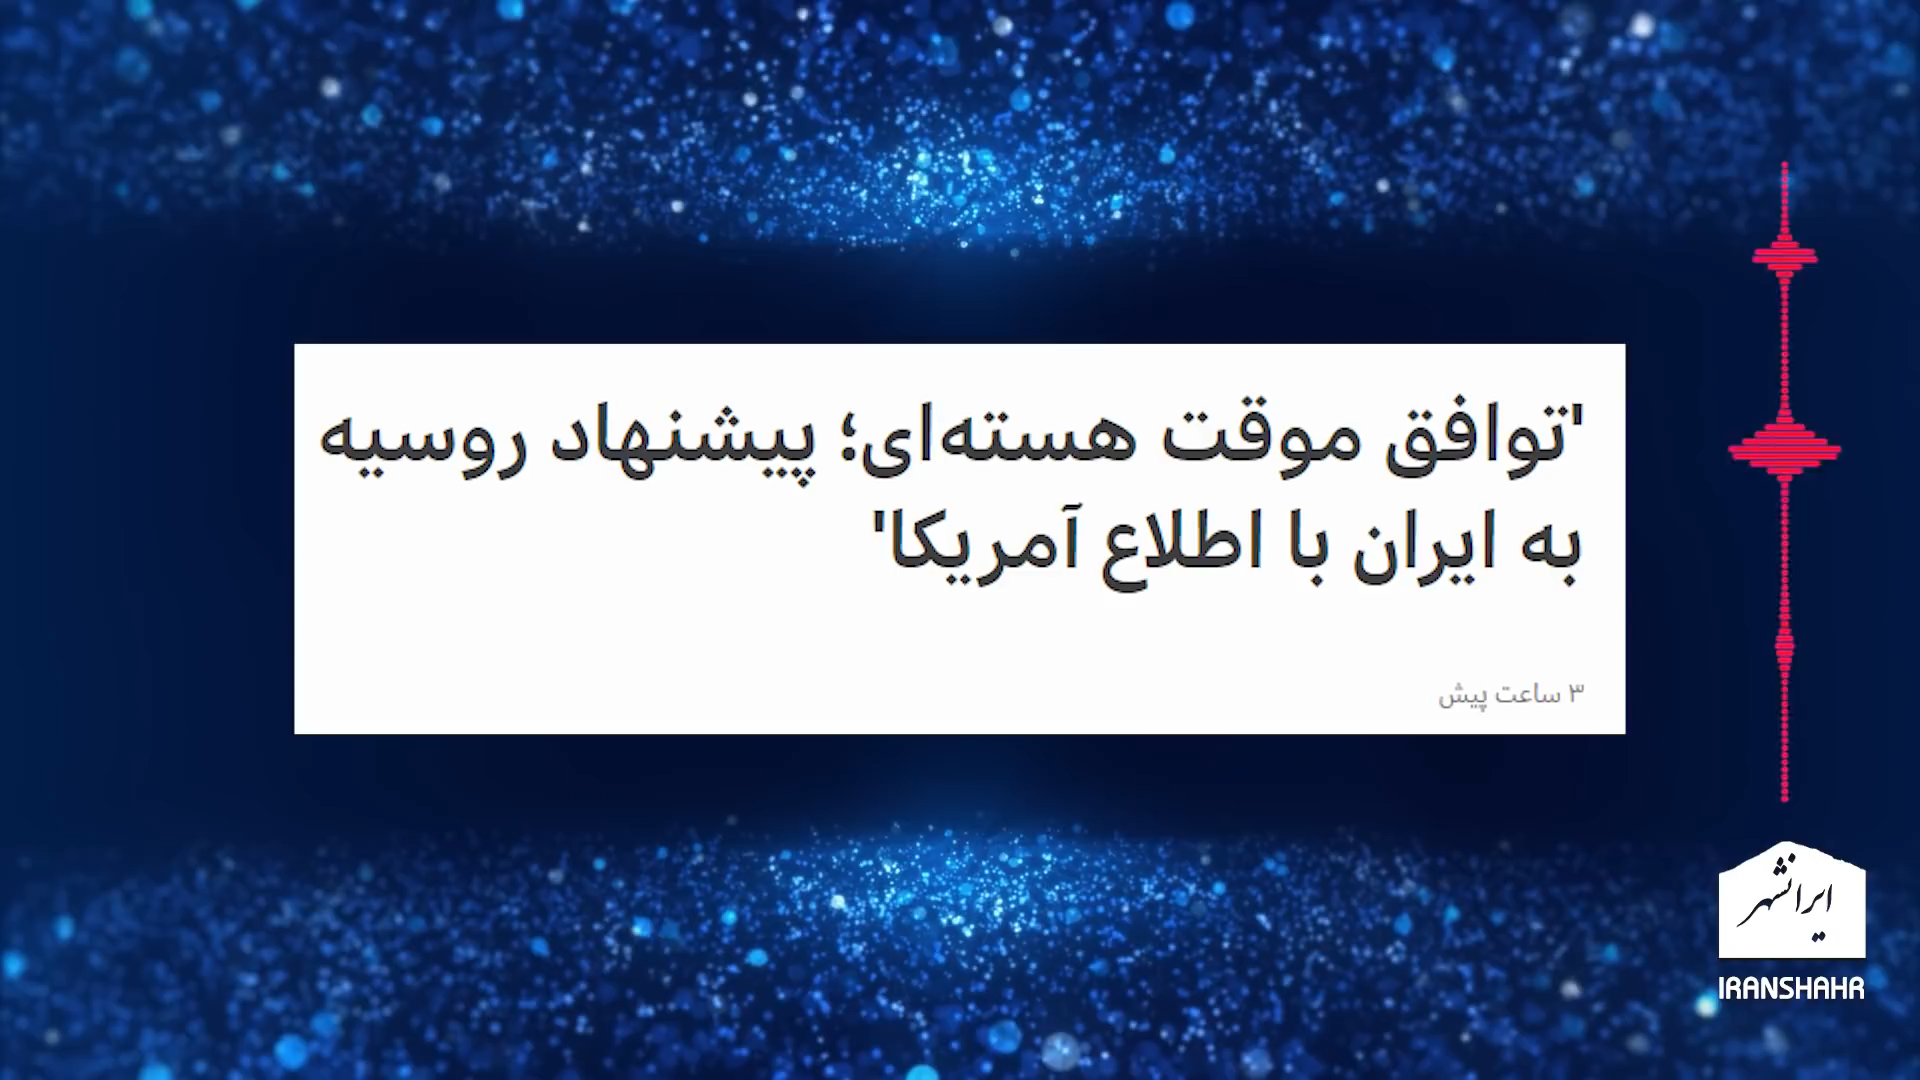 'توافق موقت هسته‌ای؛ پیشنهاد روسیه
به ایران با اطلاع آمریکا'
۳ ساعت پیش
ایرانشهر
IRANSHAHR